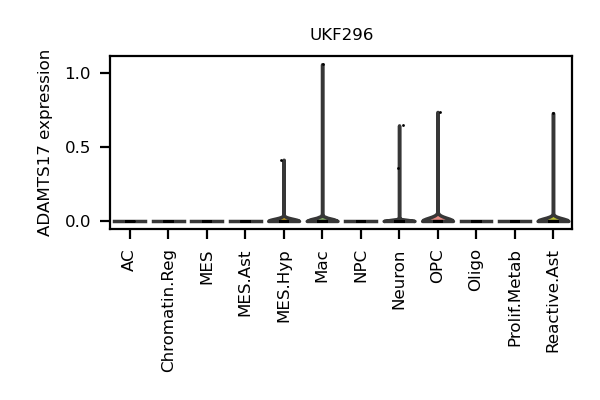 UKF296
ADAMTS17 expression
1.0
0.5
0.0
AC
Chromatin.Reg
MES
MES.Ast
MES.Hyp
Mac
NPC
Neuron
OPC
Oligo
Prolif.Metab
Reactive.Ast